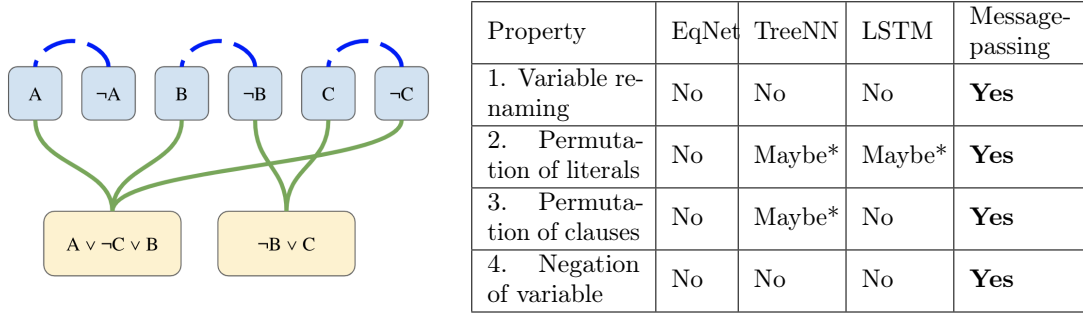 A ¬A B ¬B C ¬C
A ∨ ¬C ∨ B ¬B ∨ C
Property EqNet TreeNN LSTM Message-
passing
1. Variable re-
naming No No No Yes
2. Permuta-
tion of literals No Maybe* Maybe* Yes
3. Permuta-
tion of clauses No Maybe* No Yes
4. Negation
of variable No No No Yes